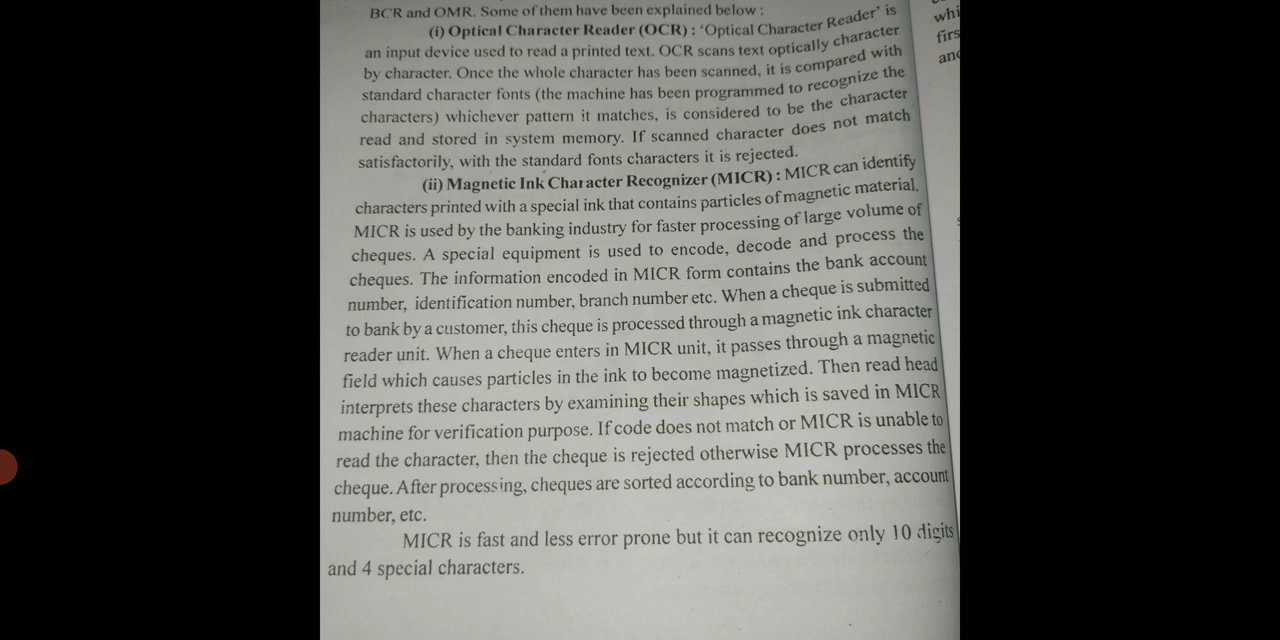 BCR and OMR. Some of them have been explained below :
(i) Optical Character Reader (OCR) : 'Optical Character Reader' is
an input device used to read a printed text. OCR scans text optically character
by character. Once the whole character has been scanned, it is compared with
standard character fonts (the machine has been programmed to recognize the
characters) whichever pattern it matches, is considered to be the character
read and stored in system memory. If scanned character does not match
satisfactorily, with the standard fonts characters it is rejected.
(ii) Magnetic Ink Character Recognizer (MICR) : MICR can identify
characters printed with a special ink that contains particles of magnetic material.
MICR is used by the banking industry for faster processing of large volume of
cheques. A special equipment is used to encode, decode and process the
cheques. The information encoded in MICR form contains the bank account
number, identification number, branch number etc. When a cheque is submitted
to bank by a customer, this cheque is processed through a magnetic ink character
reader unit. When a cheque enters in MICR unit, it passes through a magnetic
field which causes particles in the ink to become magnetized. Then read head
interprets these characters by examining their shapes which is saved in MICR
machine for verification purpose. If code does not match or MICR is unable to
read the character, then the cheque is rejected otherwise MICR processes the
cheque. After processing, cheques are sorted according to bank number, account
number, etc.
MICR is fast and less error prone but it can recognize only 10 digits
and 4 special characters.